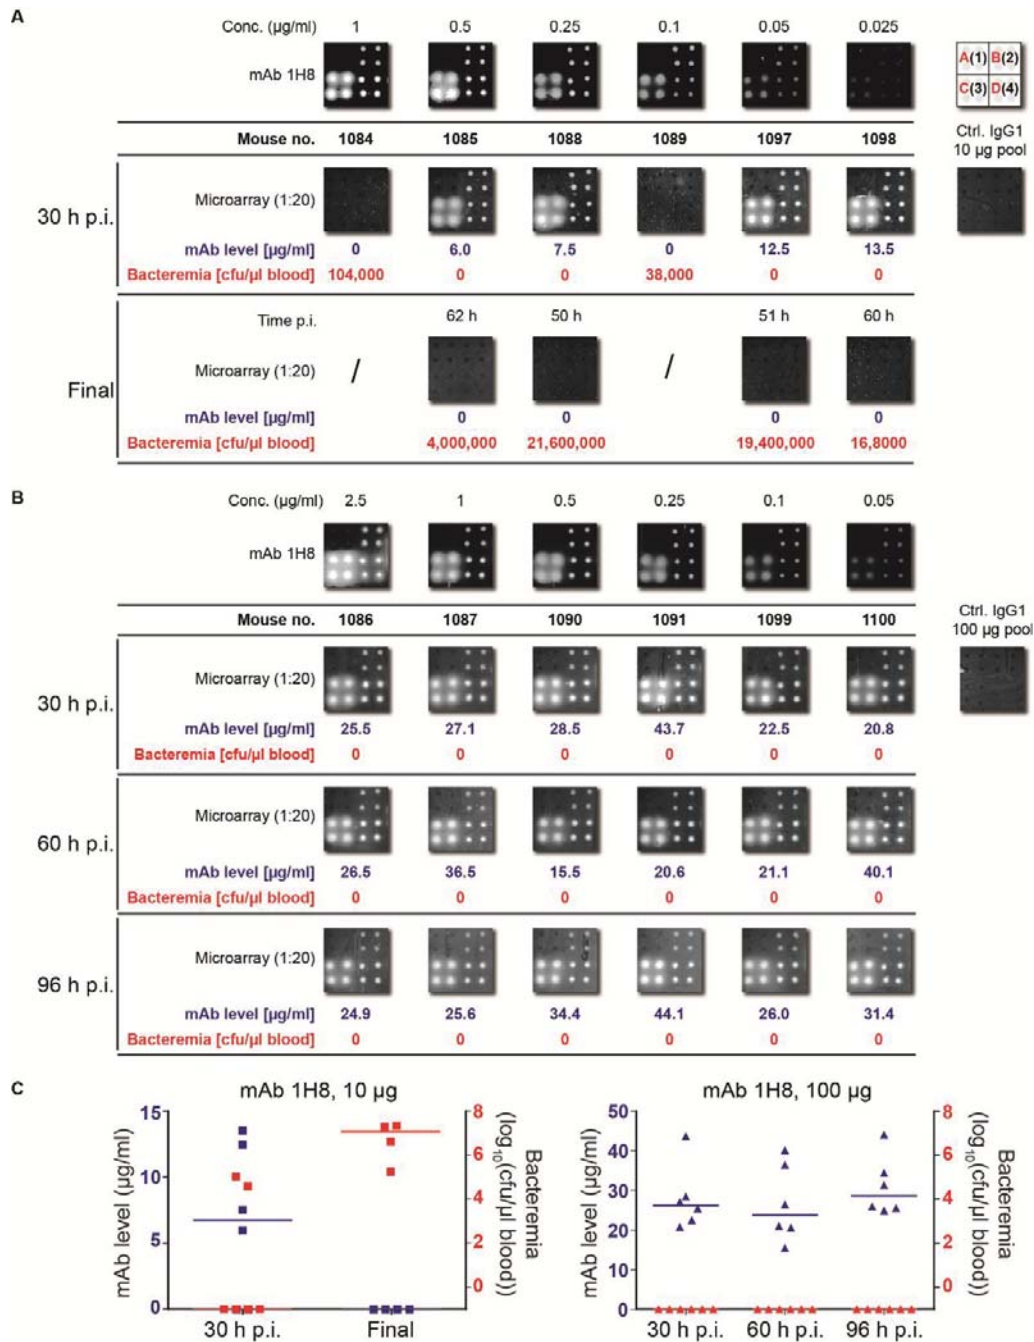 A
Conc. (µg/ml) 1 0.5 0.25 0.1 0.05 0.025
mAb 1H8
A(1) B(2)
C(3) D(4)
Mouse no. 1084 1085 1088 1089 1097 1098
Ctrl. IgG1
10 µg pool
30 h p.i.
Microarray (1:20)
mAb level [µg/ml] 0 6.0 7.5 0 12.5 13.5
Bacteremia [cfu/µl blood] 104,000 0 0 38,000 0 0
Final
Time p.i. 62 h 50 h 51 h 60 h
Microarray (1:20) / /
mAb level [µg/ml] 0 0 0 0
Bacteremia [cfu/µl blood] 4,000,000 21,600,000 19,400,000 16,8000
B
Conc. (µg/ml) 2.5 1 0.5 0.25 0.1 0.05
mAb 1H8
Mouse no. 1086 1087 1090 1091 1099 1100
Ctrl. IgG1
100 µg pool
30 h p.i.
Microarray (1:20)
mAb level [µg/ml] 25.5 27.1 28.5 43.7 22.5 20.8
Bacteremia [cfu/µl blood] 0 0 0 0 0 0
60 h p.i.
Microarray (1:20)
mAb level [µg/ml] 26.5 36.5 15.5 20.6 21.1 40.1
Bacteremia [cfu/µl blood] 0 0 0 0 0 0
96 h p.i.
Microarray (1:20)
mAb level [µg/ml] 24.9 25.6 34.4 44.1 26.0 31.4
Bacteremia [cfu/µl blood] 0 0 0 0 0 0
C
mAb 1H8, 10 µg
mAb level (µg/ml)
15
10
5
0
8
6
4
2
0
Bacteremia
(log10(cfu/µl blood))
30 h p.i. Final
mAb 1H8, 100 µg
mAb level (µg/ml)
50
40
30
20
10
0
8
6
4
2
0
Bacteremia
(log10(cfu/µl blood))
30 h p.i. 60 h p.i. 96 h p.i.